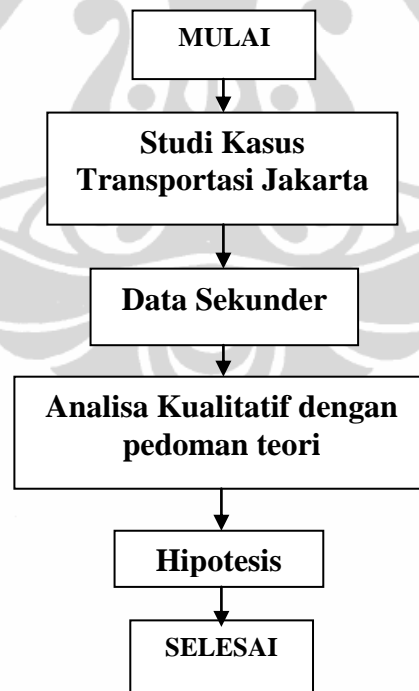 MULAI
Studi Kasus
Transportasi Jakarta
Data Sekunder
Analisa Kualitatif dengan
pedoman teori
Hipotesis
SELESAI